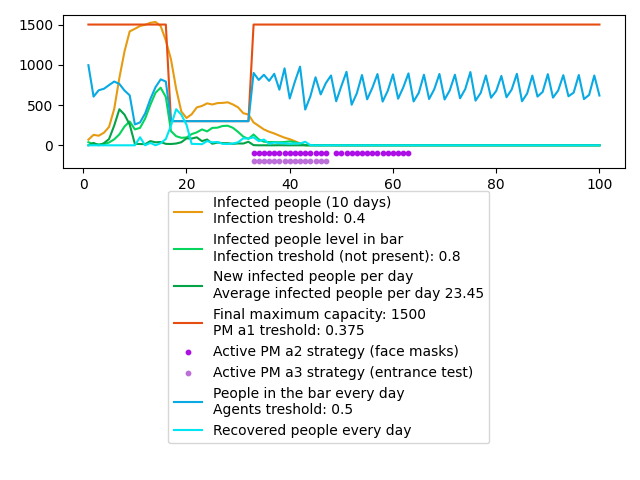 1500
1000
500
0
0 20 40 60 80 100
Infected people (10 days)
Infection treshold: 0.4
Infected people level in bar
Infection treshold (not present): 0.8
New infected people per day
Average infected people per day 23.45
Final maximum capacity: 1500
PM a1 treshold: 0.375
Active PM a2 strategy (face masks)
Active PM a3 strategy (entrance test)
People in the bar every day
Agents treshold: 0.5
Recovered people every day